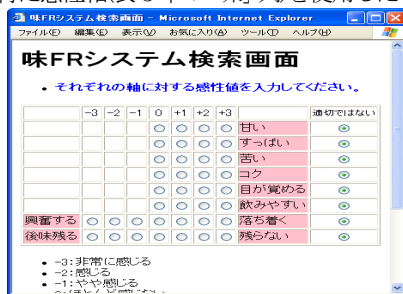 味FRシステム検索画面 - Microsoft Internet Explorer
ファイル(F) 編集(E) 表示(V) お気に入り(A) ツール(T) ヘルプ(H)
味FRシステム検索画面
• それぞれの軸に対する感性値を入力してください。
-3 -2 -1 0 +1 +2 +3 適切ではない
甘い
すっぱい
苦い
コク
目が覚める
飲みやすい
興奮する 落ち着く
後味残る 残らない
• -3:非常に感じる
• -2:感じる
• -1:やや感じる